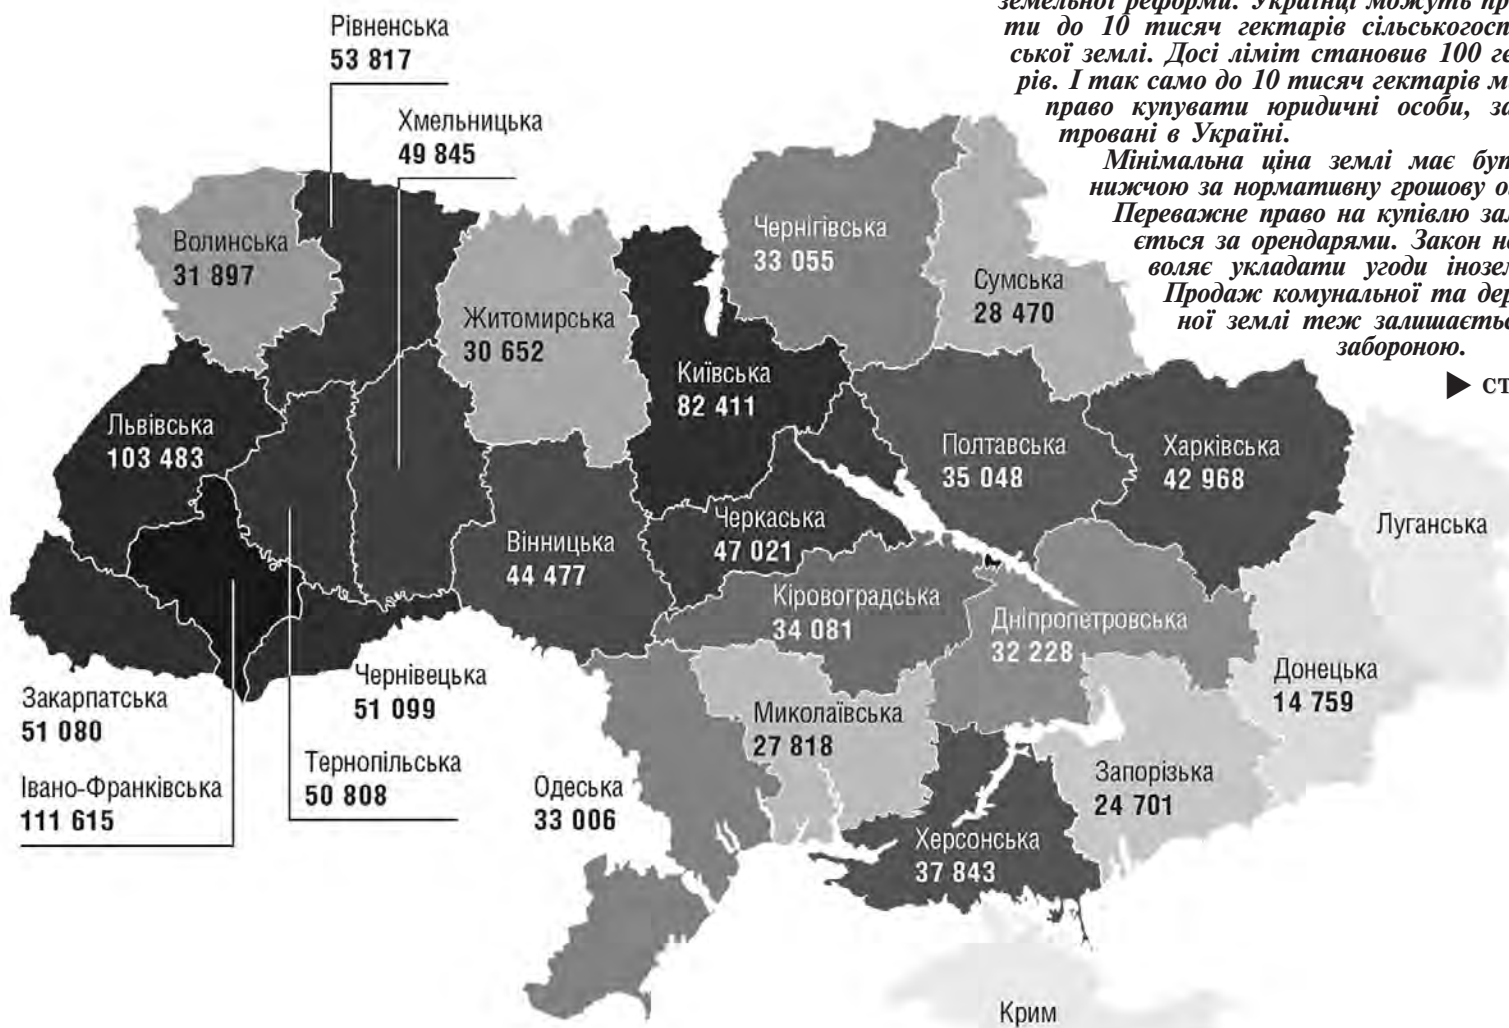 земельної реформи. Українці можуть
ти до 10 тисяч гектарів
ської землі. Досі ліміт становив 100
рів. І так само до 10 тисяч гектарів
право купувати юридичні особи,
тровані в Україні.
Мінімальна ціна землі має
нижчою за нормативну грошову
Переважне право на купівлю
ється за орендарями. Закон
воляє укладати угоди
Продаж комунальної та
ної землі теж залишається
забороною.
▶
Рівненська
53 817
Хмельницька
49 845
Волинська
31 897
Житомирська
30 652
Чернігівська
33 055
Сумська
28 470
Київська
82 411
Львівська
103 483
Полтавська
35 048
Харківська
42 968
Луганська
Черкаська
47 021
Вінницька
44 477
Кіровоградська
34 081
Дніпропетровська
32 228
Донецька
14 759
Закарпатська
51 080
Чернівецька
51 099
Івано-Франківська
111 615
Тернопільська
50 808
Одеська
33 006
Миколаївська
27 818
Запорізька
24 701
Херсонська
37 843
Крим